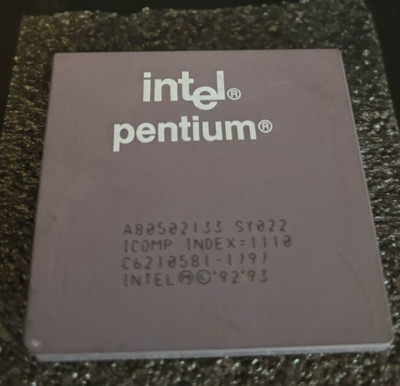 intel®
pentium®
A80502133 SY022
ICOMP INDEX=1110
C6210581-1797
INTEL Ⓜ © '92 '93